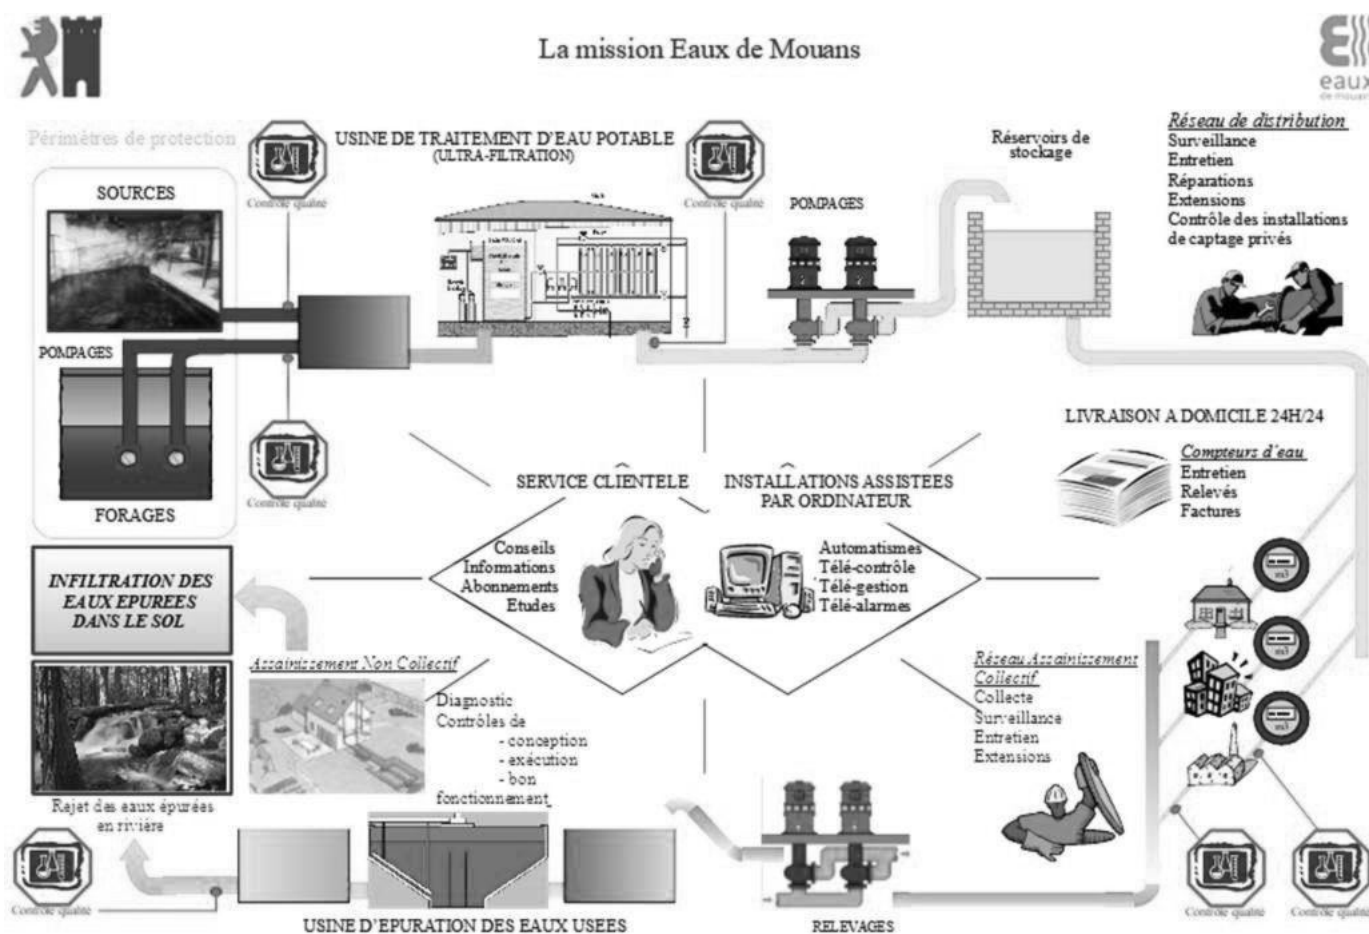 La mission Eaux de Mouans
eaux
de mouans
Périmètres de protection
SOURCES
POMPAGES
FORAGES
Contrôle qualité
Contrôle qualité
USINE DE TRAITEMENT D'EAU POTABLE
(ULTRA-FILTRATION)
Contrôle qualité
POMPAGES
Réservoirs de
stockage
Réseau de distribution
Surveillance
Entretien
Réparations
Extensions
Contrôle des installations
de captage privés
LIVRAISON A DOMICILE 24H/24
Compteurs d'eau
Entretien
Relevés
Factures
m3
m3
m3
SERVICE CLIENTELE
Conseils
Informations
Abonnements
Etudes
INSTALLATIONS ASSISTEES
PAR ORDINATEUR
Automatismes
Télé-contrôle
Télé-gestion
Télé-alarmes
INFILTRATION DES
EAUX EPUREES
DANS LE SOL
Assainissement Non Collectif
Diagnostic
Contrôles de
- conception
- exécution
- bon
fonctionnement
Réseau Assainissement
Collectif
Collecte
Surveillance
Entretien
Extensions
Rejet des eaux épurées
en rivière
Contrôle qualité
USINE D'EPURATION DES EAUX USEES
RELEVAGES
Contrôle qualité
Contrôle qualité